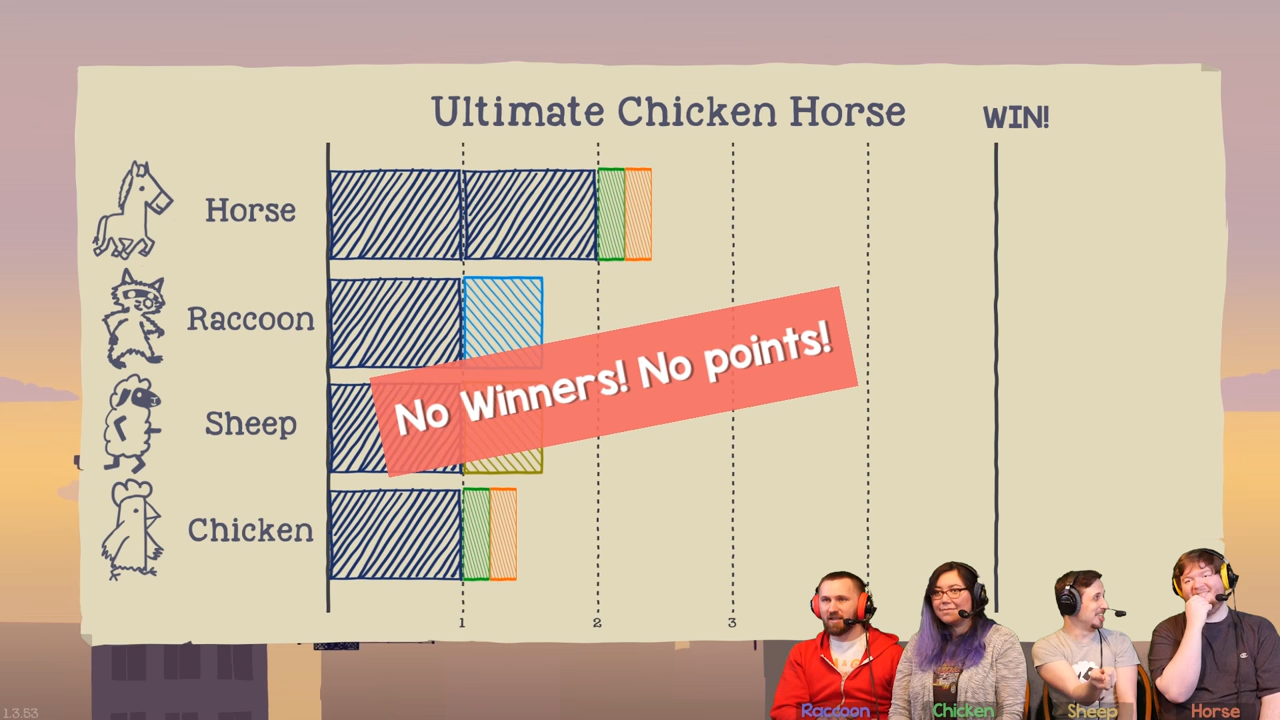 Ultimate Chicken Horse
WIN!
Horse
Raccoon
No Winners! No points!
Sheep
Chicken
1 2 3
Raccoon Chicken Sheep Horse
1.3.53